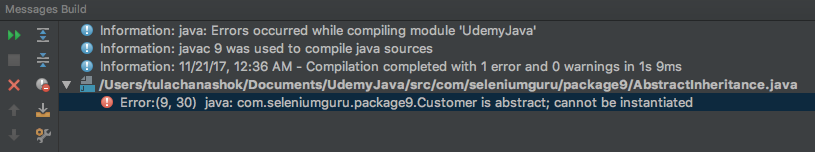 Messages Build
Information: java: Errors occurred while compiling module 'UdemyJava'
Information: javac 9 was used to compile java sources
Information: 11/21/17, 12:36 AM - Compilation completed with 1 error and 0 warnings in 1s 9ms
/Users/tulachanashok/Documents/UdemyJava/src/com/seleniumguru/package9/AbstractInheritance.java
Error:(9, 30)  java: com.seleniumguru.package9.Customer is abstract; cannot be instantiated